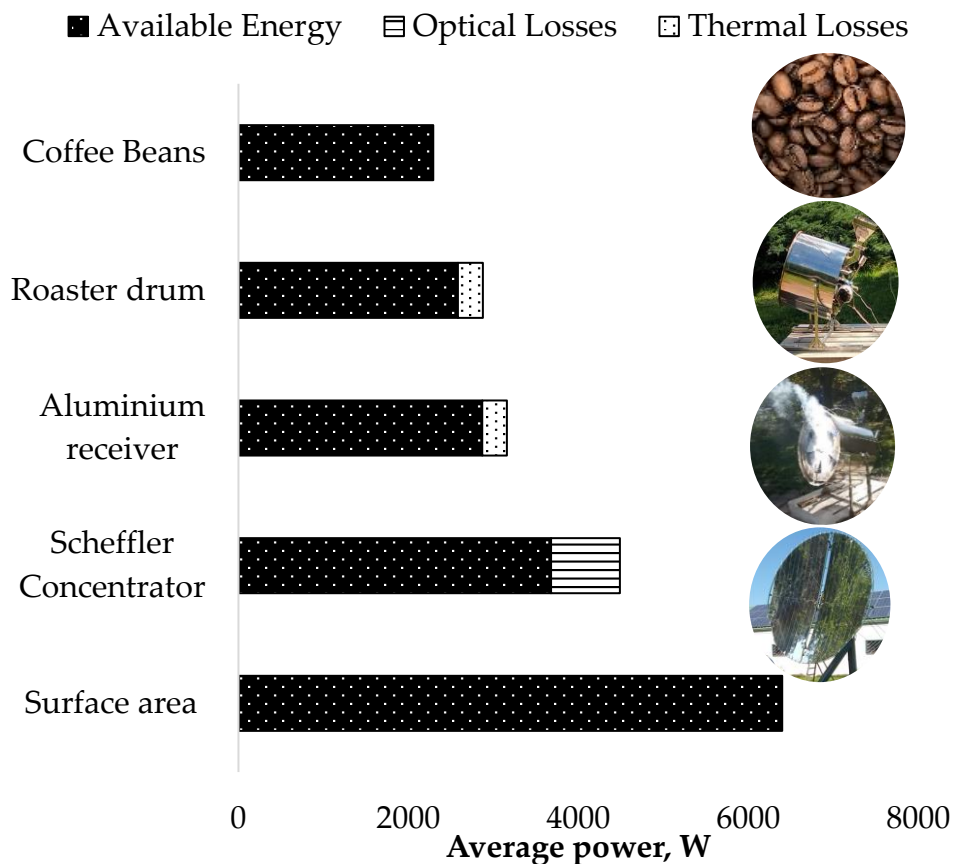 Available Energy Optical Losses Thermal Losses
Coffee Beans
Roaster drum
Aluminium
receiver
Scheffler
Concentrator
Surface area
0 2000 4000 6000 8000
Average power, W